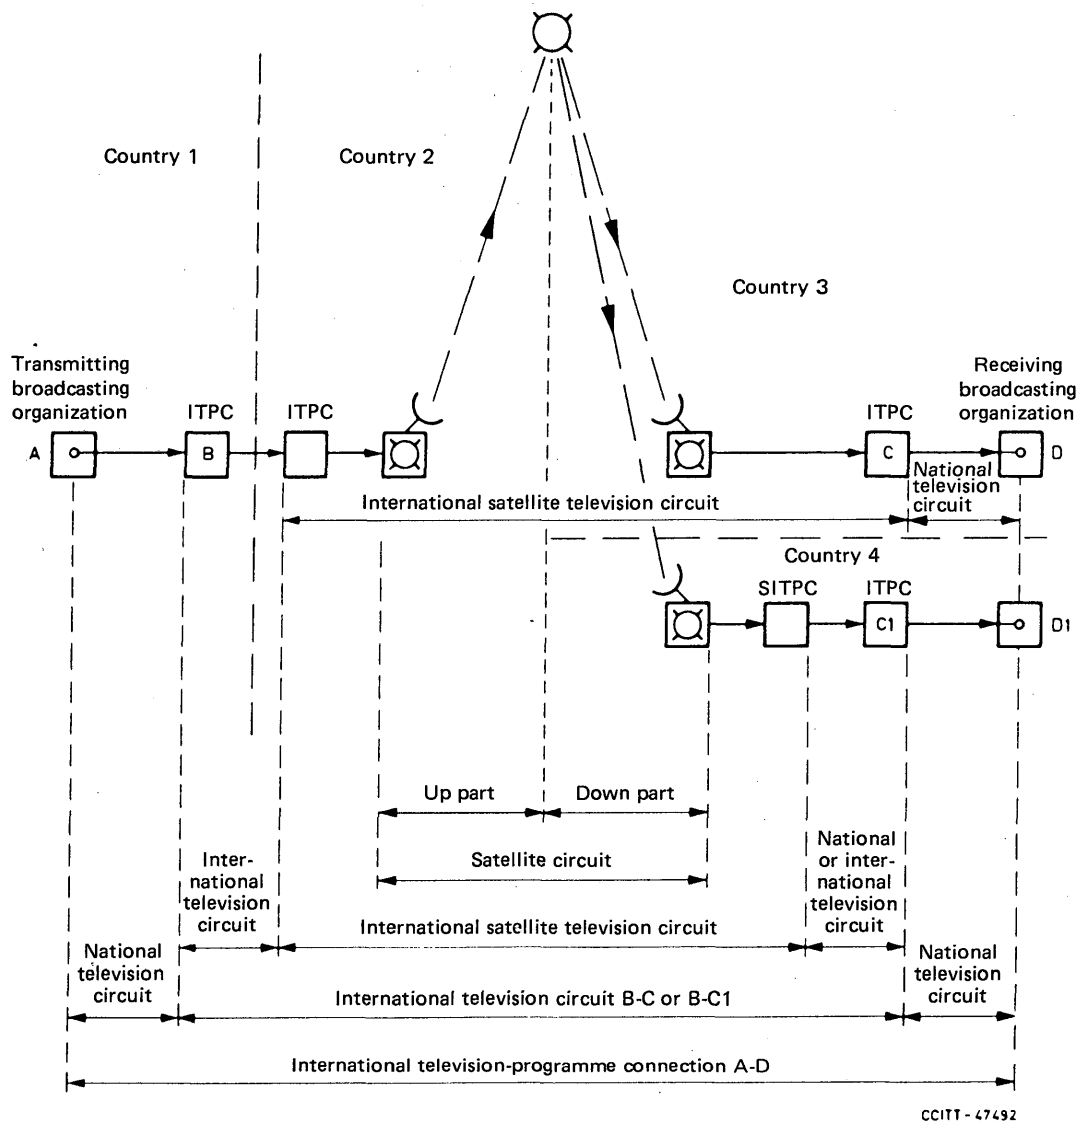 Country 1
Country 2
Country 3
Transmitting
broadcasting
organization
Receiving
broadcasting
organization
ITPC
ITPC
ITPC
A
B
C
D
National
television
circuit
International satellite television circuit
Country 4
SITPC
ITPC
C1
D1
Up part
Down part
Satellite circuit
National
or inter-
national
television
circuit
Inter-
national
television
circuit
International satellite television circuit
National
television
circuit
National
television
circuit
International television circuit B-C or B-C1
International television-programme connection A-D
CCITT - 47492